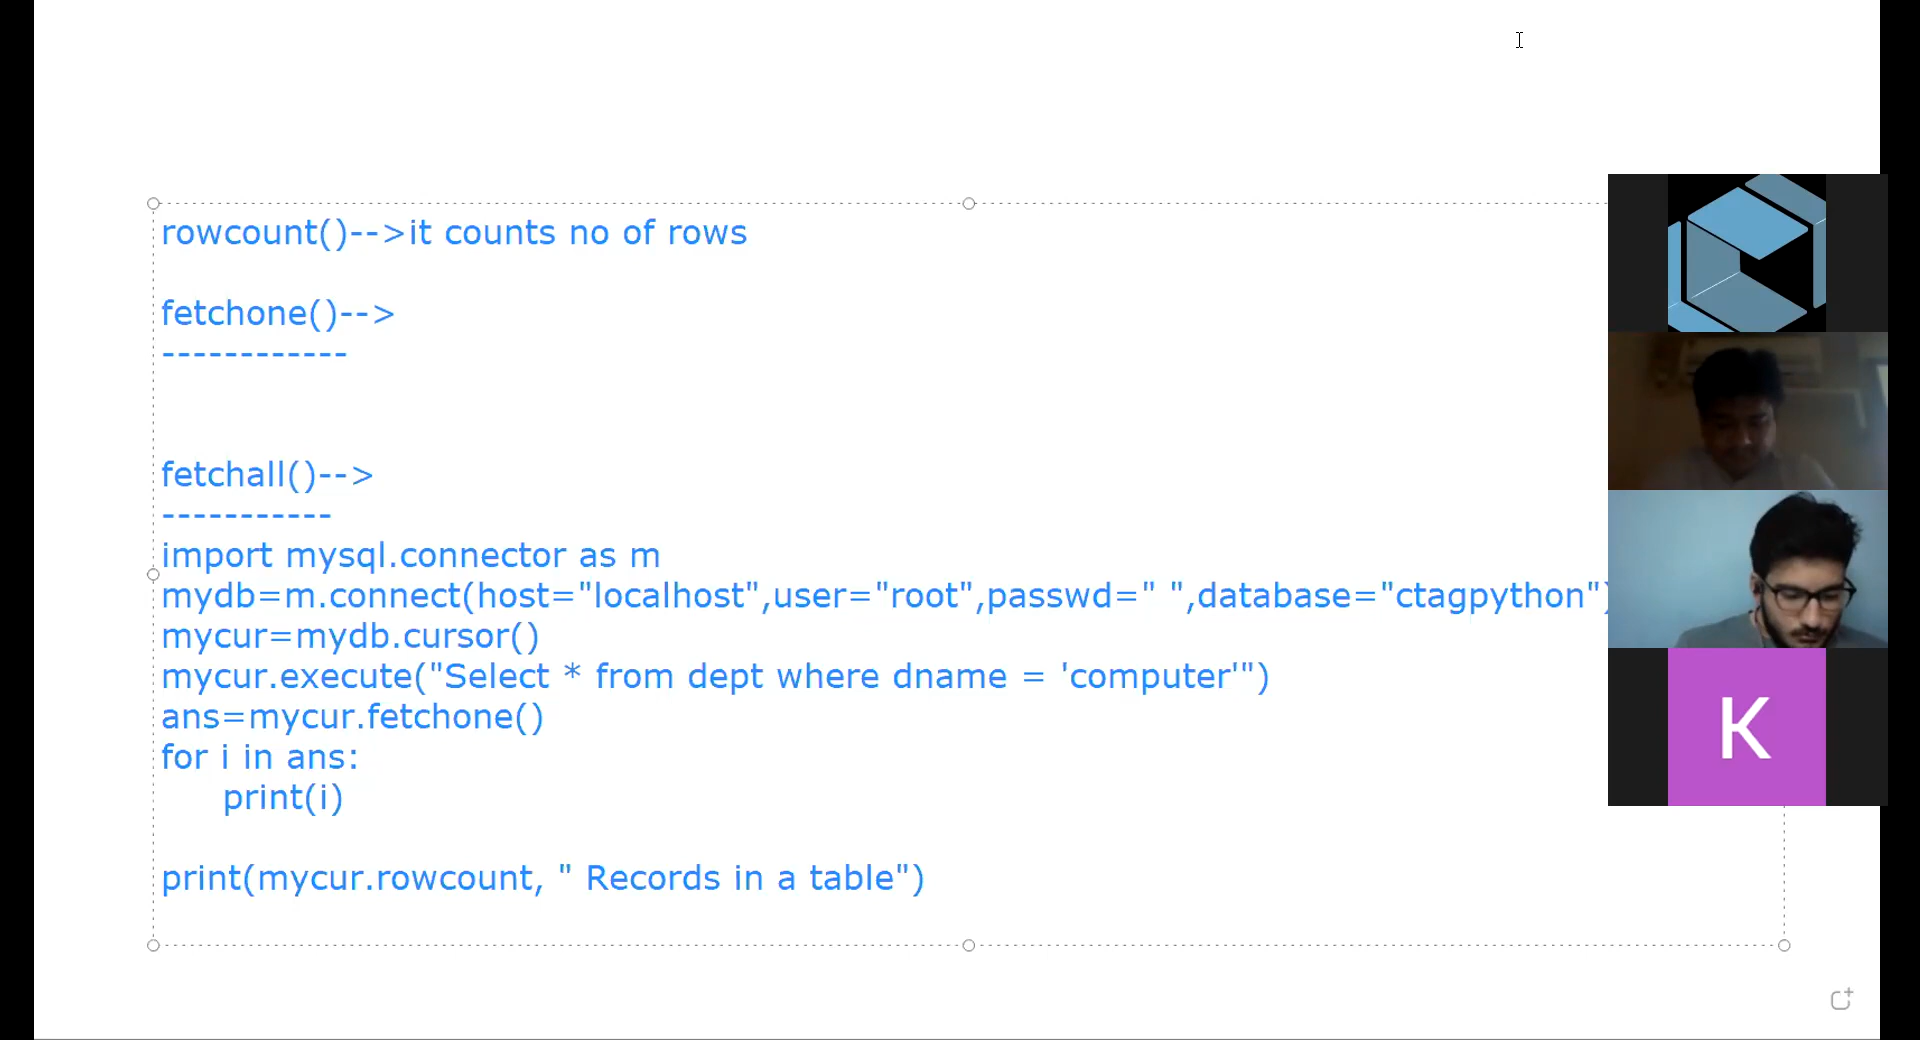 rowcount()-->it counts no of rows
fetchone()-->
------------
fetchall()-->
-----------
import mysql.connector as m
mydb=m.connect(host="localhost",user="root",passwd=" ",database="ctagpython")
mycur=mydb.cursor()
mycur.execute("Select * from dept where dname = 'computer'")
ans=mycur.fetchone()
for i in ans:
print(i)
print(mycur.rowcount, " Records in a table")
K